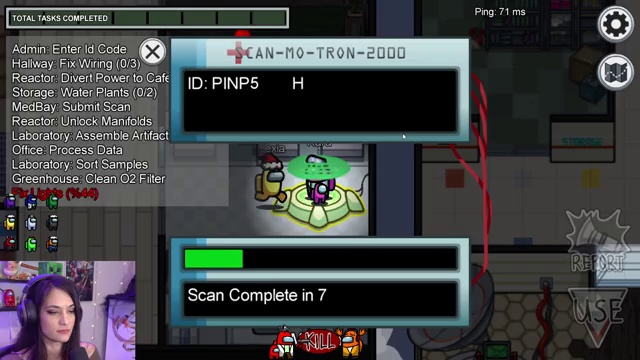 TOTAL TASKS COMPLETED
Ping: 71 ms
Admin: Enter Id Code
Hallway: Fix Wiring (0/3)
Reactor: Divert Power to Cafe
Storage: Water Plants (0/2)
MedBay: Submit Scan
Reactor: Unlock Manifolds
Laboratory: Assemble Artifact
Office: Process Data
Laboratory: Sort Samples
Greenhouse: Clean O2 Filter
Fix Lights (%44)
SCAN-MO-TRON-2000
ID: PINP5 H
STORAGE
Scan Complete in 7
REPORT
USE
KILL